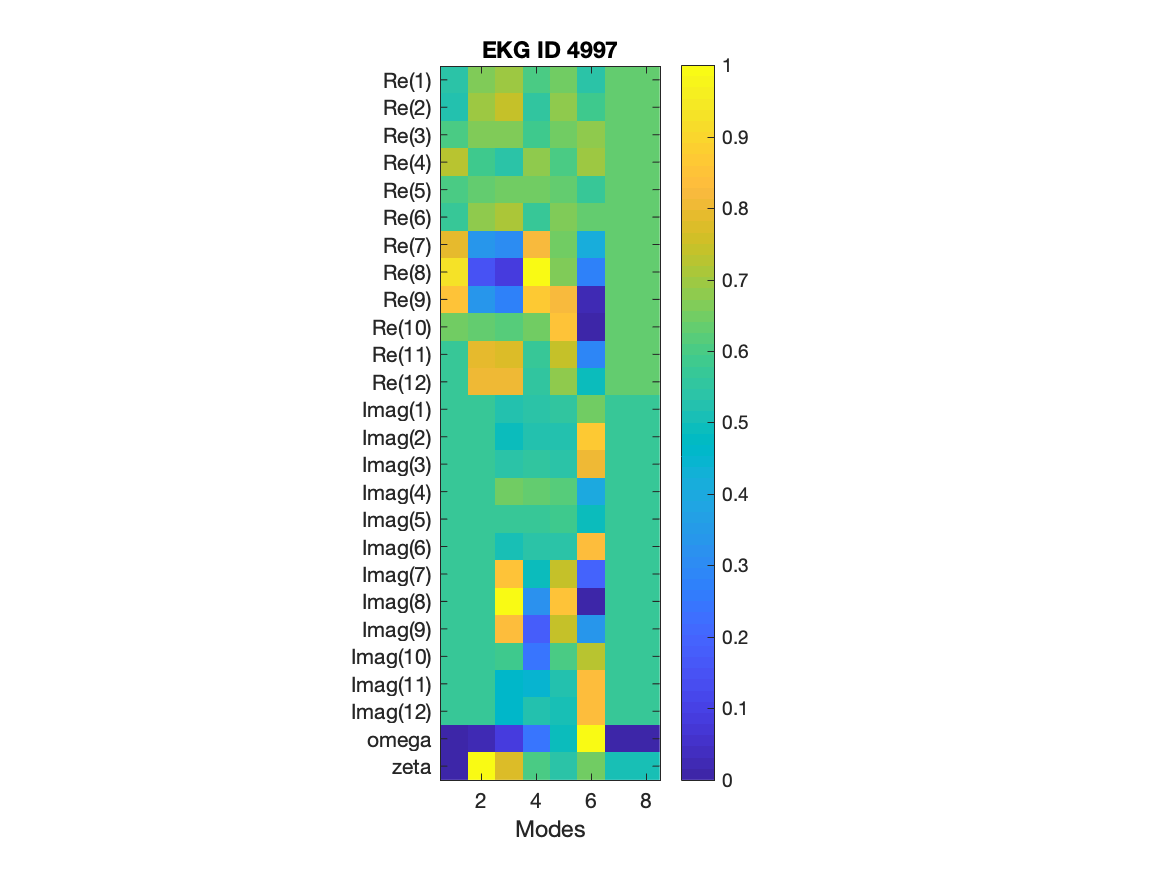 EKG ID 4997
Re(1)
Re(2)
Re(3)
Re(4)
Re(5)
Re(6)
Re(7)
Re(8)
Re(9)
Re(10)
Re(11)
Re(12)
Imag(1)
Imag(2)
Imag(3)
Imag(4)
Imag(5)
Imag(6)
Imag(7)
Imag(8)
Imag(9)
Imag(10)
Imag(11)
Imag(12)
omega
zeta
2 4 6 8
Modes
1
0.9
0.8
0.7
0.6
0.5
0.4
0.3
0.2
0.1
0